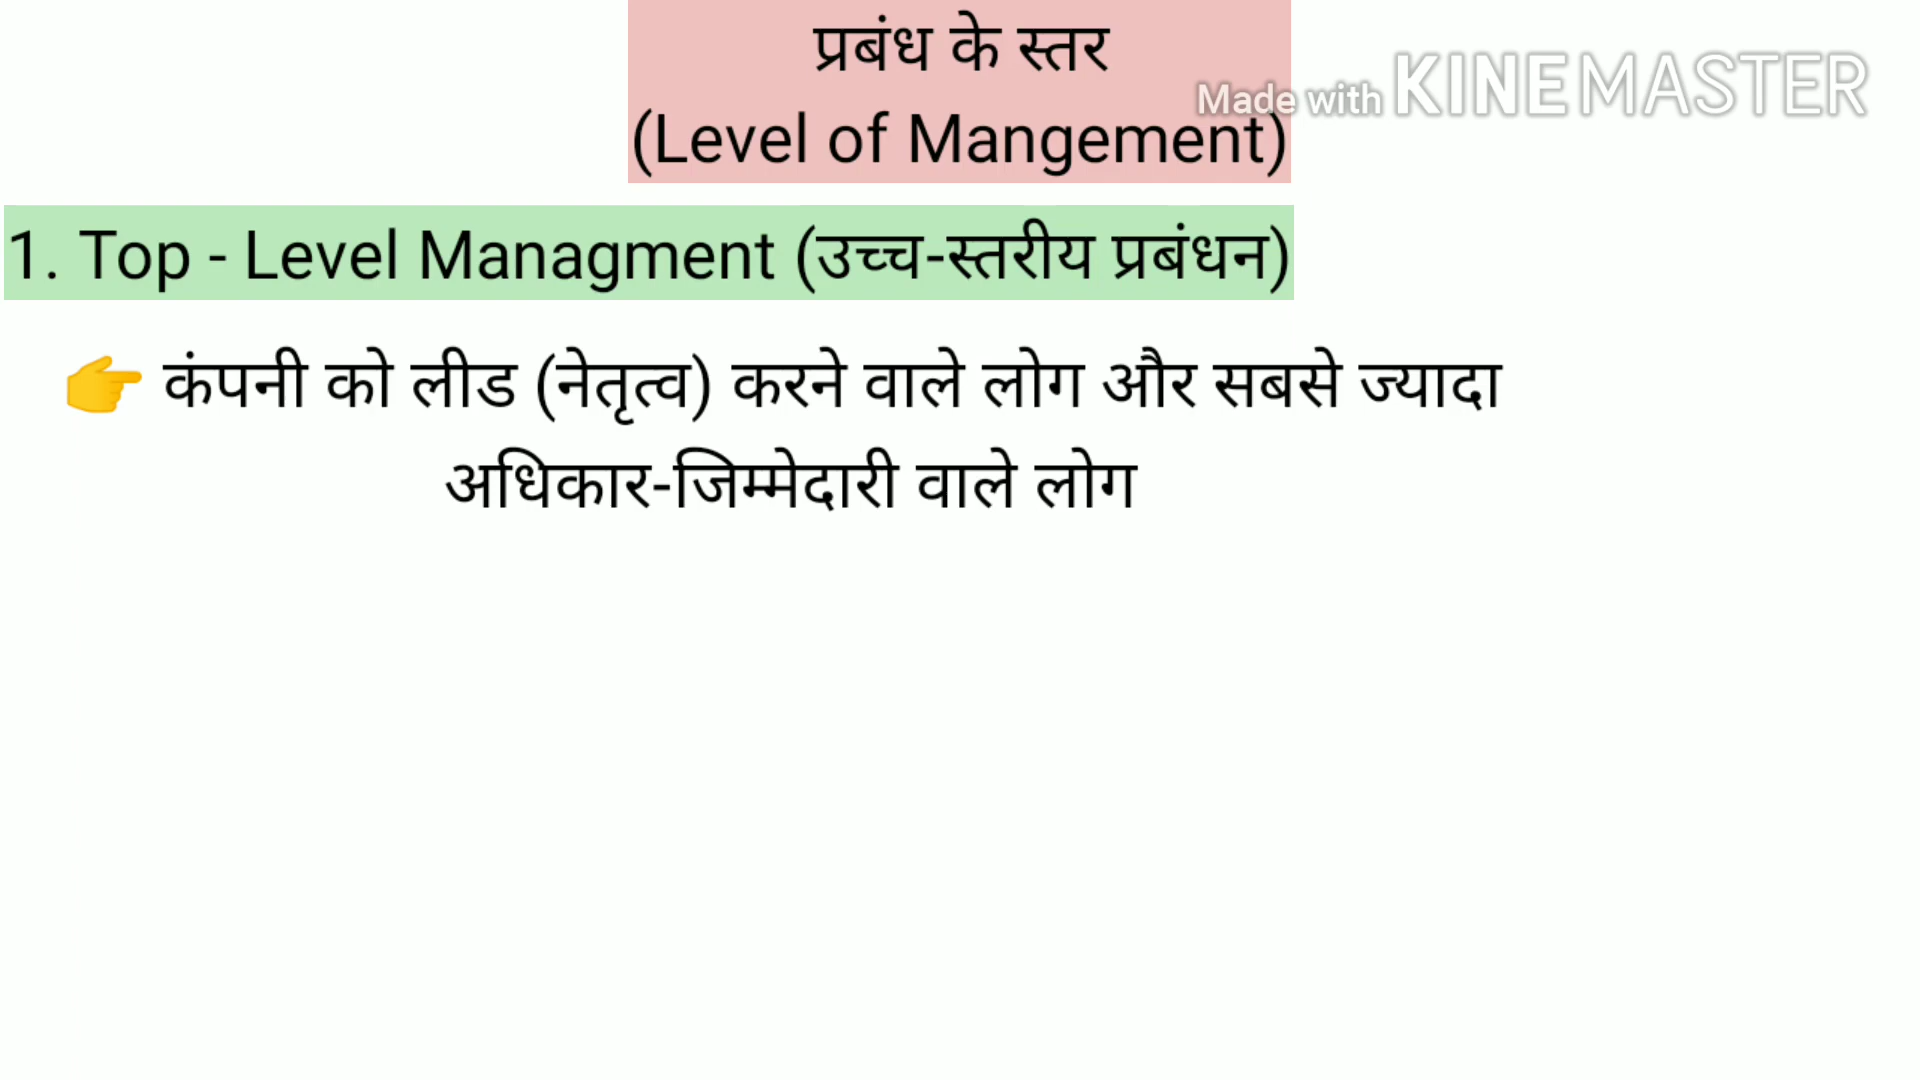 प्रबंध के स्तर
(Level of Mangement)
Made with KINEMASTER
1. Top - Level Managment (उच्च-स्तरीय प्रबंधन)
👉 कंपनी को लीड (नेतृत्व) करने वाले लोग और सबसे ज्यादा
अधिकार-जिम्मेदारी वाले लोग